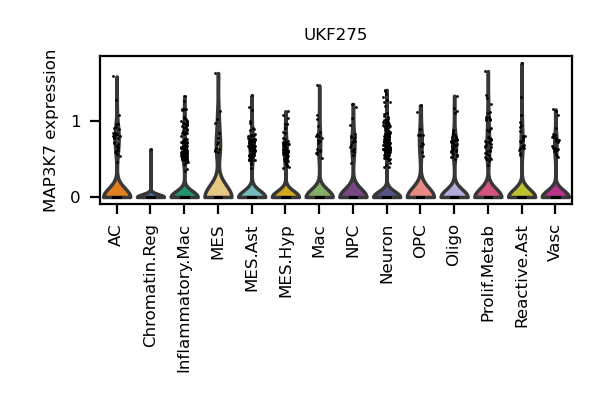 UKF275
MAP3K7 expression
1
0
AC
Chromatin.Reg
Inflammatory.Mac
MES
MES.Ast
MES.Hyp
Mac
NPC
Neuron
OPC
Oligo
Prolif.Metab
Reactive.Ast
Vasc